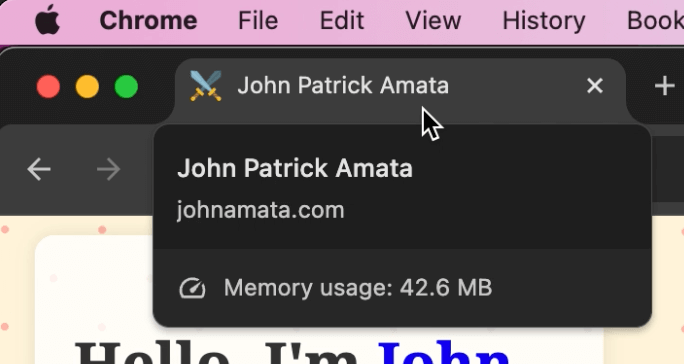 Chrome File Edit View History Book
John Patrick Amata
John Patrick Amata
johnamata.com
Memory usage: 42.6 MB
Hello, I'm John